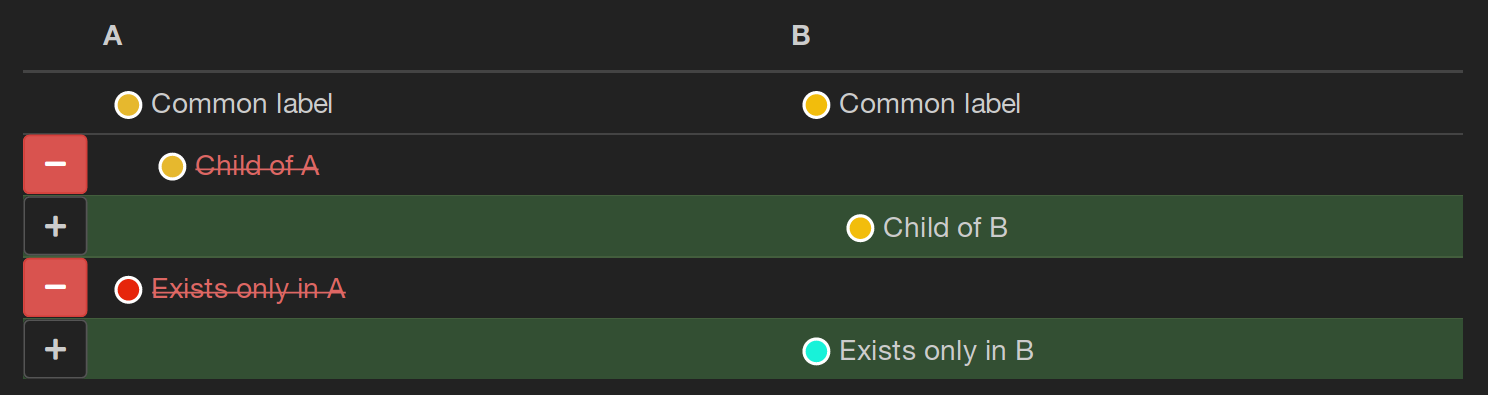 A B
Common label Common label
− Child of A
+ Child of B
− Exists only in A
+ Exists only in B